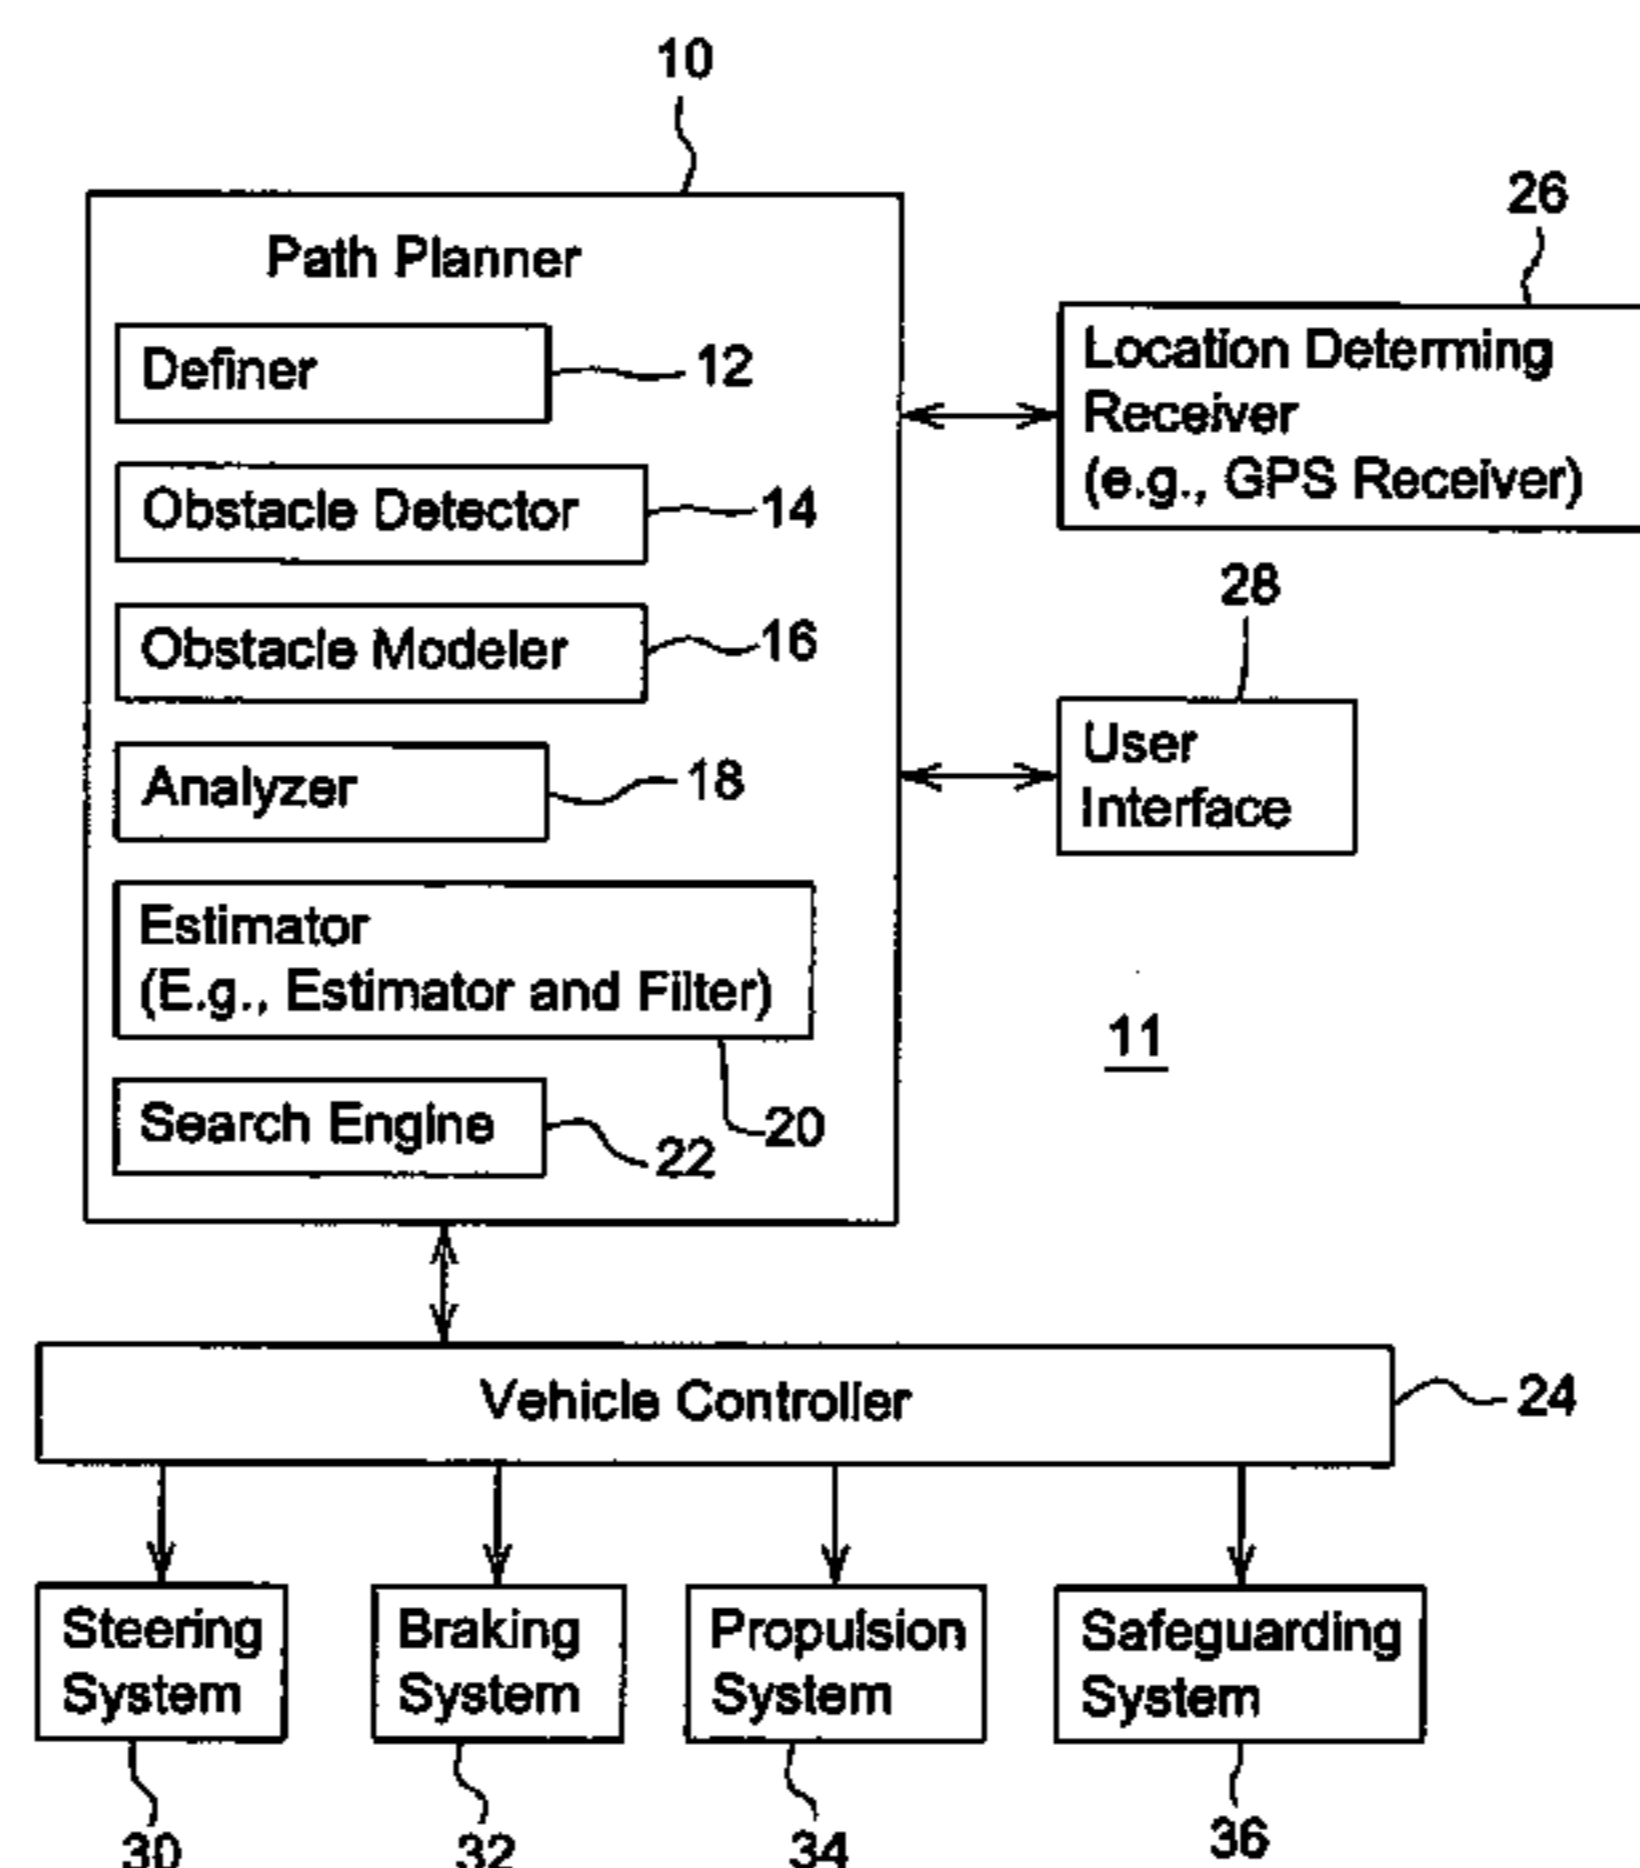 10
Path Planner
Definer
12
Obstacle Detector
14
Obstacle Modeler
16
Analyzer
18
Estimator
(E.g., Estimator and Filter)
20
Search Engine
22
26
Location Determing
Receiver
(e.g., GPS Receiver)
28
User
Interface
11
Vehicle Controller
24
Steering
System
30
Braking
System
32
Propulsion
System
34
Safeguarding
System
36